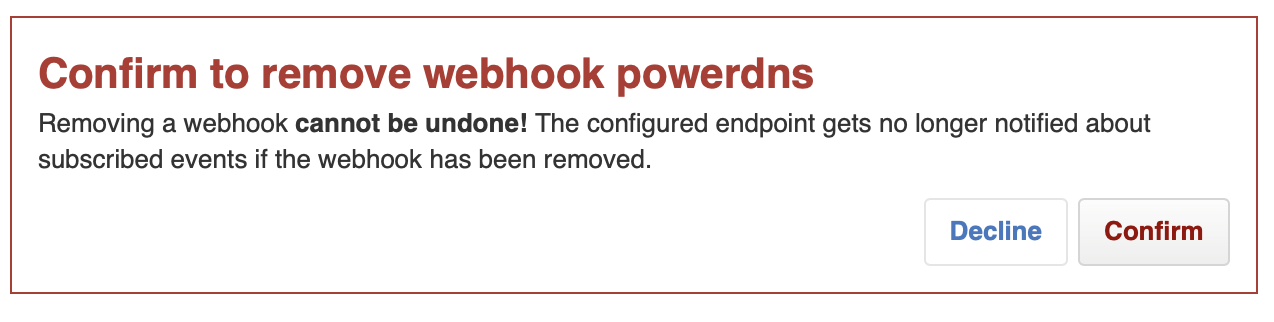 Confirm to remove webhook powerdns
Removing a webhook cannot be undone! The configured endpoint gets no longer notified about
subscribed events if the webhook has been removed.
Decline
Confirm